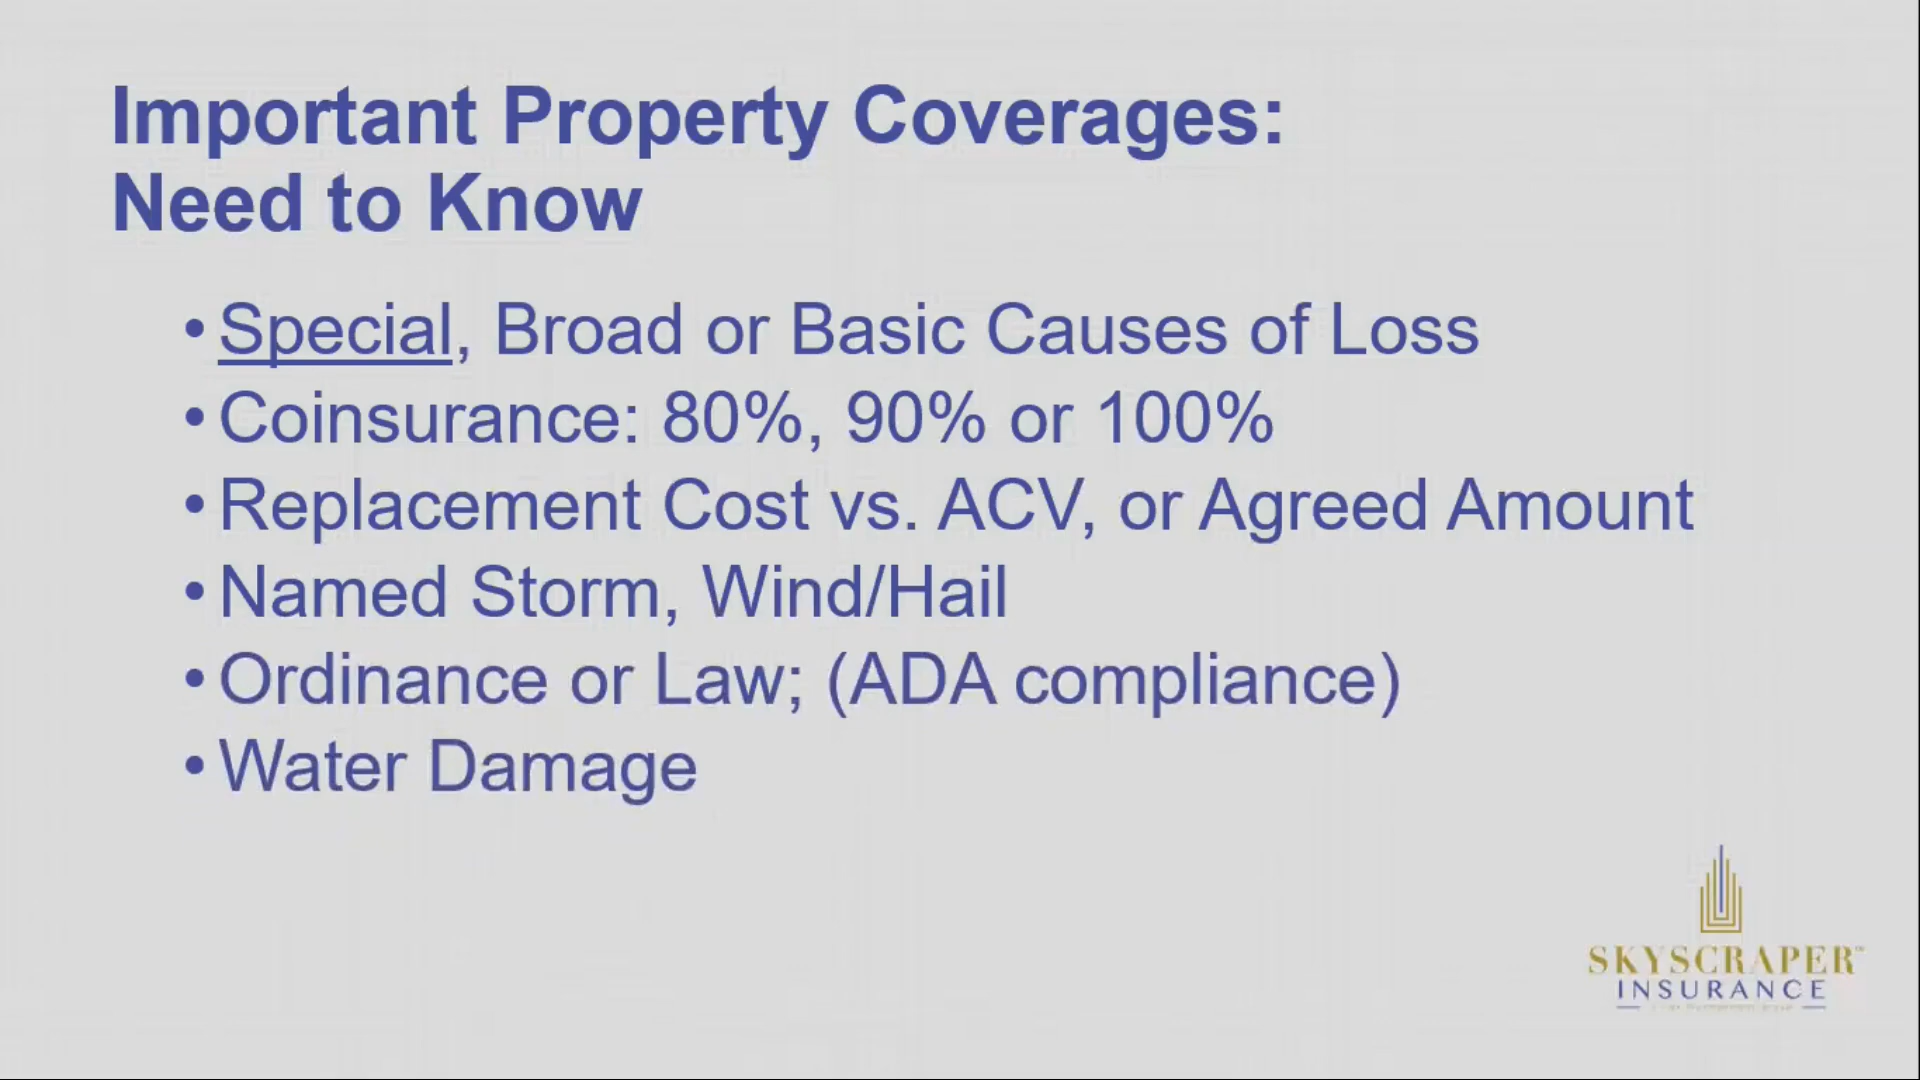 Important Property Coverages:
Need to Know
• Special, Broad or Basic Causes of Loss
• Coinsurance: 80%, 90% or 100%
• Replacement Cost vs. ACV, or Agreed Amount
• Named Storm, Wind/Hail
• Ordinance or Law; (ADA compliance)
• Water Damage
SKYSCRAPER™
INSURANCE